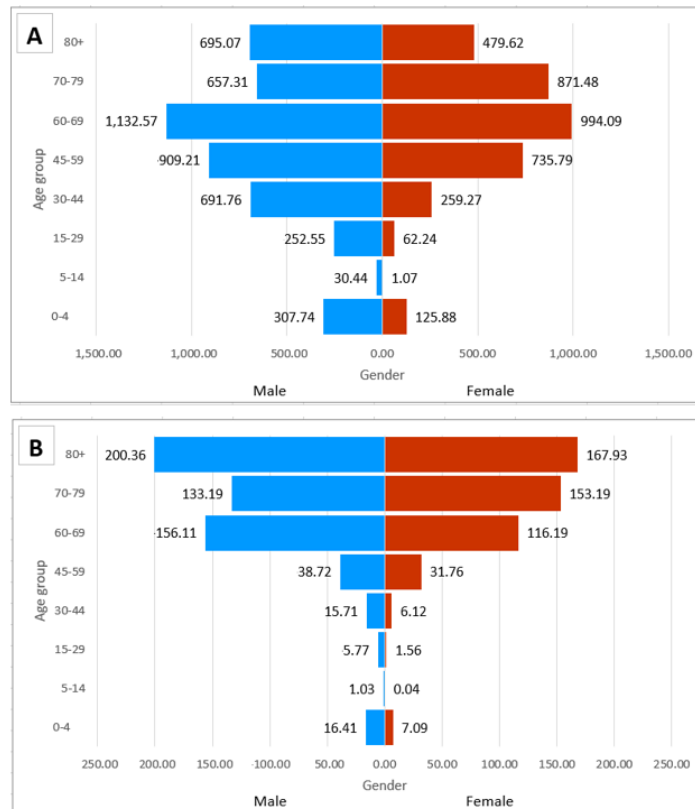 A
80+ 695.07 479.62
70-79 657.31 871.48
60-69 1,132.57 994.09
45-59 -909.21 735.79
30-44 691.76 259.27
15-29 252.55 62.24
5-14 30.44 1.07
0-4 307.74 125.88
Age group
1,500.00 1,000.00 500.00 0.00 500.00 1,000.00 1,500.00
Gender
Male Female
B
80+ 200.36 167.93
70-79 133.19 153.19
60-69 -156.11 116.19
45-59 38.72 31.76
30-44 15.71 6.12
15-29 -5.77 1.56
5-14 1.03 0.04
0-4 16.41 7.09
Age group
250.00 200.00 150.00 -100.00 50.00 0.00 50.00 100.00 150.00 200.00 250.00
Gender
Male Female